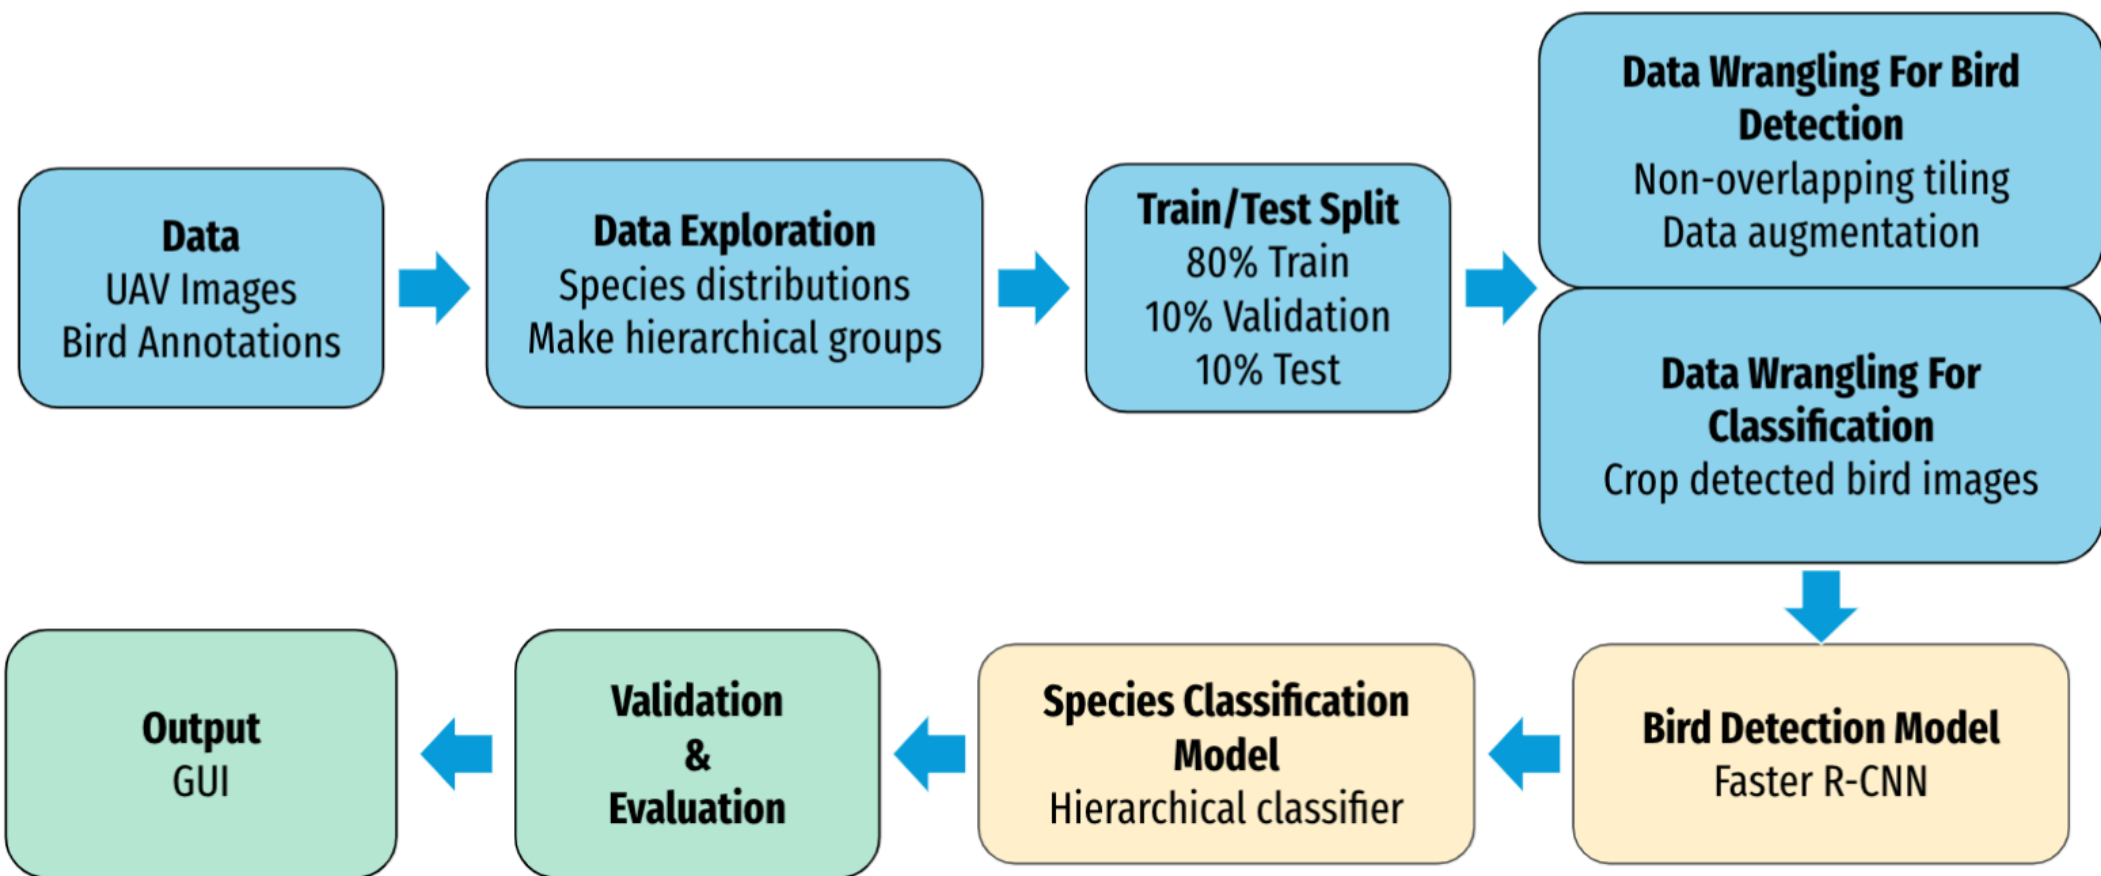 Data
UAV Images
Bird Annotations
Data Exploration
Species distributions
Make hierarchical groups
Train/Test Split
80% Train
10% Validation
10% Test
Data Wrangling For Bird
Detection
Non-overlapping tiling
Data augmentation
Data Wrangling For
Classification
Crop detected bird images
Bird Detection Model
Faster R-CNN
Species Classification
Model
Hierarchical classifier
Validation
&
Evaluation
Output
GUI